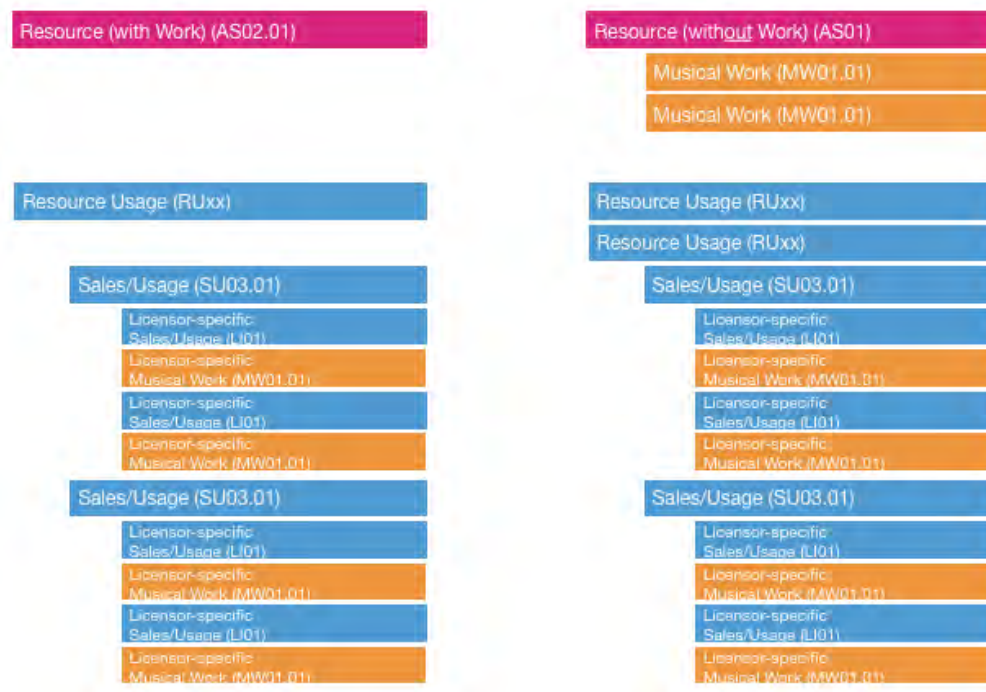 Resource (with Work) (AS02.01)
Resource Usage (RUxx)
Sales/Usage (SU03.01)
Licensor-specific
Sales/Usage (LI01)
Licensor-specific
Musical Work (MW01.01)
Licensor-specific
Sales/Usage (LI01)
Licensor-specific
Musical Work (MW01.01)
Sales/Usage (SU03.01)
Licensor-specific
Sales/Usage (LI01)
Licensor-specific
Musical Work (MW01.01)
Licensor-specific
Sales/Usage (LI01)
Licensor-specific
Musical Work (MW01.01)
Resource (without Work) (AS01)
Musical Work (MW01.01)
Musical Work (MW01.01)
Resource Usage (RUxx)
Resource Usage (RUxx)
Sales/Usage (SU03.01)
Licensor-specific
Sales/Usage (LI01)
Licensor-specific
Musical Work (MW01.01)
Licensor-specific
Sales/Usage (LI01)
Licensor-specific
Musical Work (MW01.01)
Sales/Usage (SU03.01)
Licensor-specific
Sales/Usage (LI01)
Licensor-specific
Musical Work (MW01.01)
Licensor-specific
Sales/Usage (LI01)
Licensor-specific
Musical Work (MW01.01)